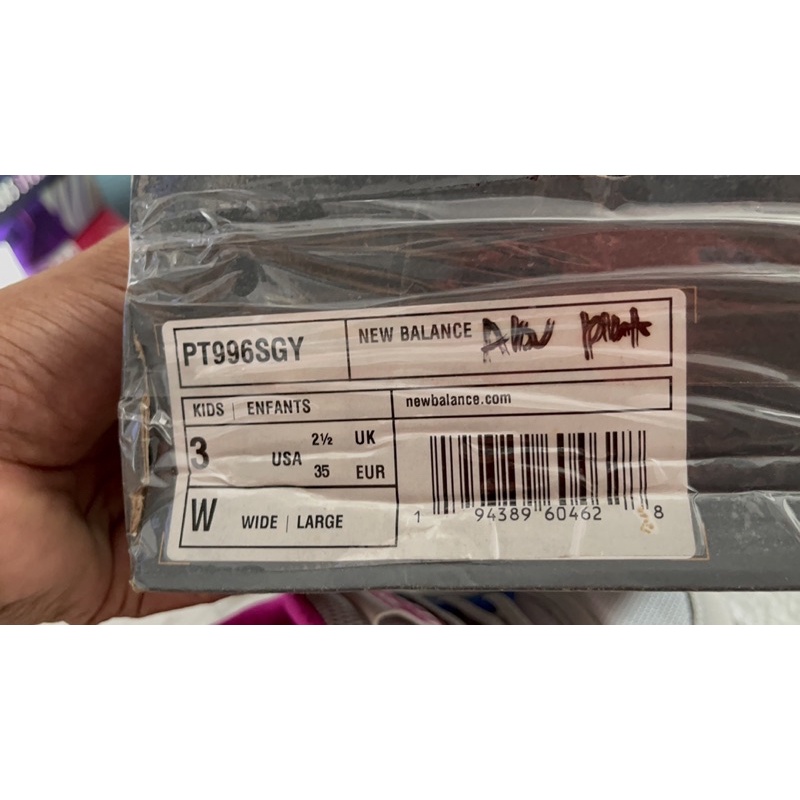 PT996SGY
NEW BALANCE
KIDS | ENFANTS
newbalance.com
3 USA 2½ UK
35 EUR
W WIDE | LARGE
1 94389 60462 8